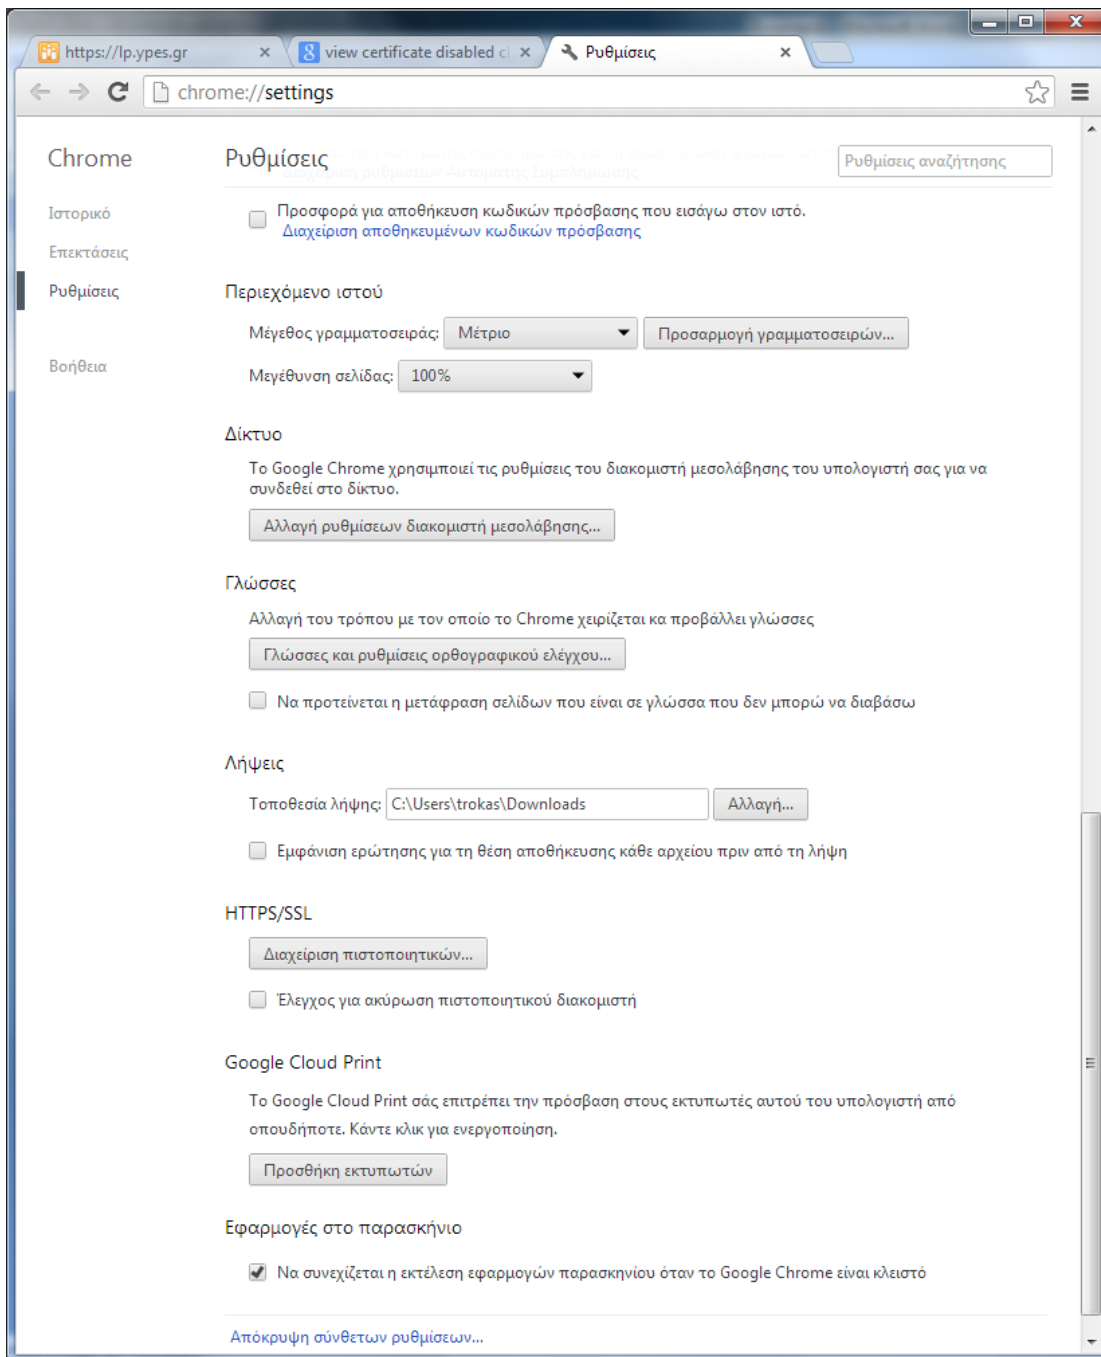 https://lp.ypes.gr
view certificate disabled c
Ρυθμίσεις
chrome://settings
Chrome
Ρυθμίσεις
Ρυθμίσεις αναζήτησης
Διαχείριση ρυθμίσεων Αυτόματης Συμπλήρωσης
Ιστορικό
Επεκτάσεις
Ρυθμίσεις
Βοήθεια
Προσφορά για αποθήκευση κωδικών πρόσβασης που εισάγω στον ιστό.
Διαχείριση αποθηκευμένων κωδικών πρόσβασης
Περιεχόμενο ιστού
Μέγεθος γραμματοσειράς: Μέτριο Προσαρμογή γραμματοσειρών...
Μεγέθυνση σελίδας: 100%
Δίκτυο
Το Google Chrome χρησιμποιεί τις ρυθμίσεις του διακομιστή μεσολάβησης του υπολογιστή σας για να
συνδεθεί στο δίκτυο.
Αλλαγή ρυθμίσεων διακομιστή μεσολάβησης...
Γλώσσες
Αλλαγή του τρόπου με τον οποίο το Chrome χειρίζεται κα προβάλλει γλώσσες
Γλώσσες και ρυθμίσεις ορθογραφικού ελέγχου...
Να προτείνεται η μετάφραση σελίδων που είναι σε γλώσσα που δεν μπορώ να διαβάσω
Λήψεις
Τοποθεσία λήψης: C:\Users\trokas\Downloads Αλλαγή...
Εμφάνιση ερώτησης για τη θέση αποθήκευσης κάθε αρχείου πριν από τη λήψη
HTTPS/SSL
Διαχείριση πιστοποιητικών...
Έλεγχος για ακύρωση πιστοποιητικού διακομιστή
Google Cloud Print
Το Google Cloud Print σάς επιτρέπει την πρόσβαση στους εκτυπωτές αυτού του υπολογιστή από
οπουδήποτε. Κάντε κλικ για ενεργοποίηση.
Προσθήκη εκτυπωτών
Εφαρμογές στο παρασκήνιο
Να συνεχίζεται η εκτέλεση εφαρμογών παρασκηνίου όταν το Google Chrome είναι κλειστό
Απόκρυψη σύνθετων ρυθμίσεων...